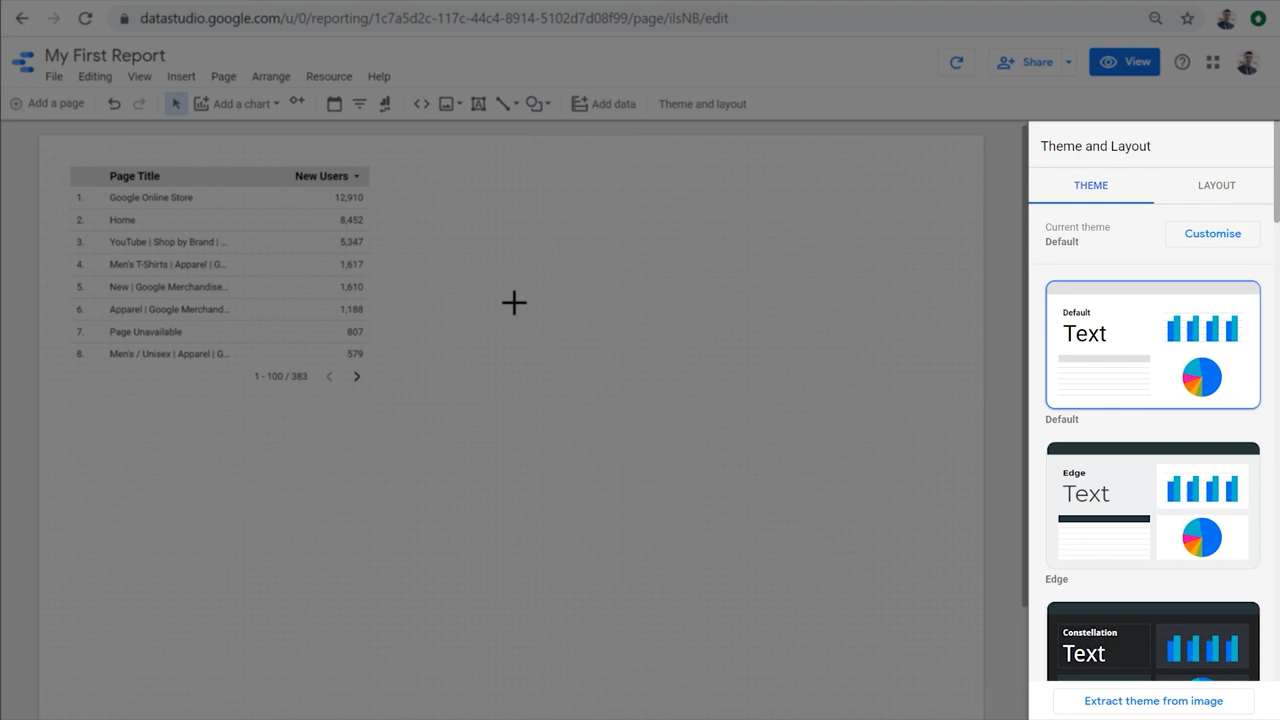 datastudio.google.com/u/0/reporting/1c7a5d2c-117c-44c4-8914-5102d7d08f99/page/ilsNB/edit
My First Report
File Editing View Insert Page Arrange Resource Help
Share
View
Add a page
Add a chart
Add data
Theme and layout
Page Title New Users
1. Google Online Store 12,910
2. Home 8,452
3. YouTube | Shop by Brand | ... 5,347
4. Men's T-Shirts | Apparel | G... 1,617
5. New | Google Merchandise... 1,610
6. Apparel | Google Merchand... 1,188
7. Page Unavailable 807
8. Men's / Unisex | Apparel | G... 579
1 - 100 / 383
Theme and Layout
THEME LAYOUT
Current theme
Default
Customise
Default
Text
Default
Edge
Text
Edge
Constellation
Text
Extract theme from image